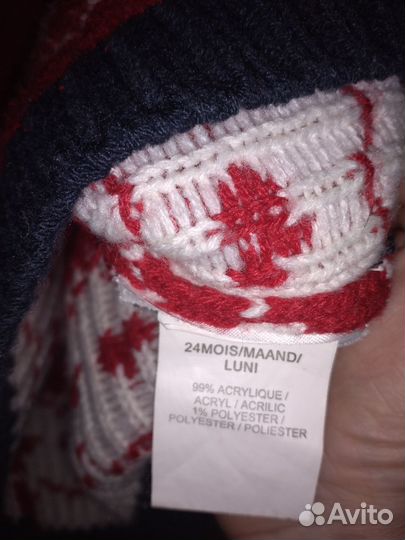 24MOIS/MAAND/
LUNI
99% ACRYLIQUE /
ACRYL / ACRILIC
1% POLYESTER /
POLYESTER / POLIESTER
Avito